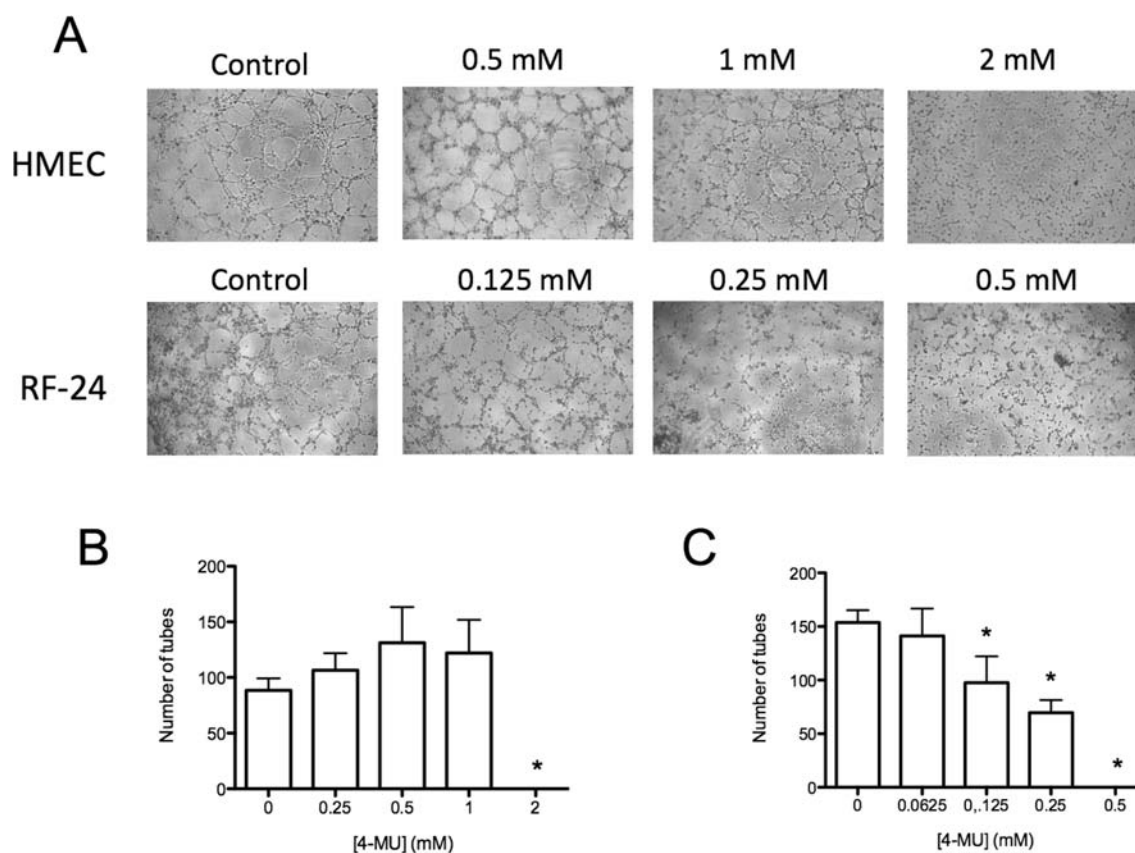 A
Control 0.5 mM 1 mM 2 mM
HMEC
Control 0.125 mM 0.25 mM 0.5 mM
RF-24
B
Number of tubes
200
150
100
50
0
0 0.25 0.5 1 2
*
[4-MU] (mM)
C
Number of tubes
200
150
100
50
0
* * *
0 0.0625 0,.125 0.25 0.5
[4-MU] (mM)